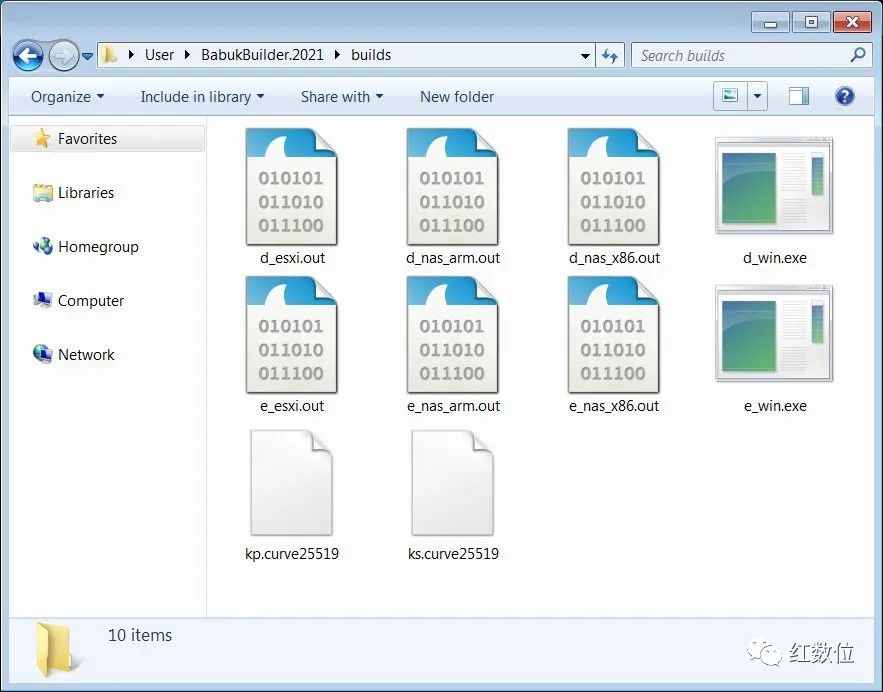 User BabukBuilder.2021 builds
Search builds
Organize Include in library Share with New folder
Favorites
Libraries
Homegroup
Computer
Network
010101 010101 010101
011010 011010 011010
011100 011100 011100
d_esxi.out d_nas_arm.out d_nas_x86.out d_win.exe
010101 010101 010101
011010 011010 011010
011100 011100 011100
e_esxi.out e_nas_arm.out e_nas_x86.out e_win.exe
kp.curve25519 ks.curve25519
10 items
红数位